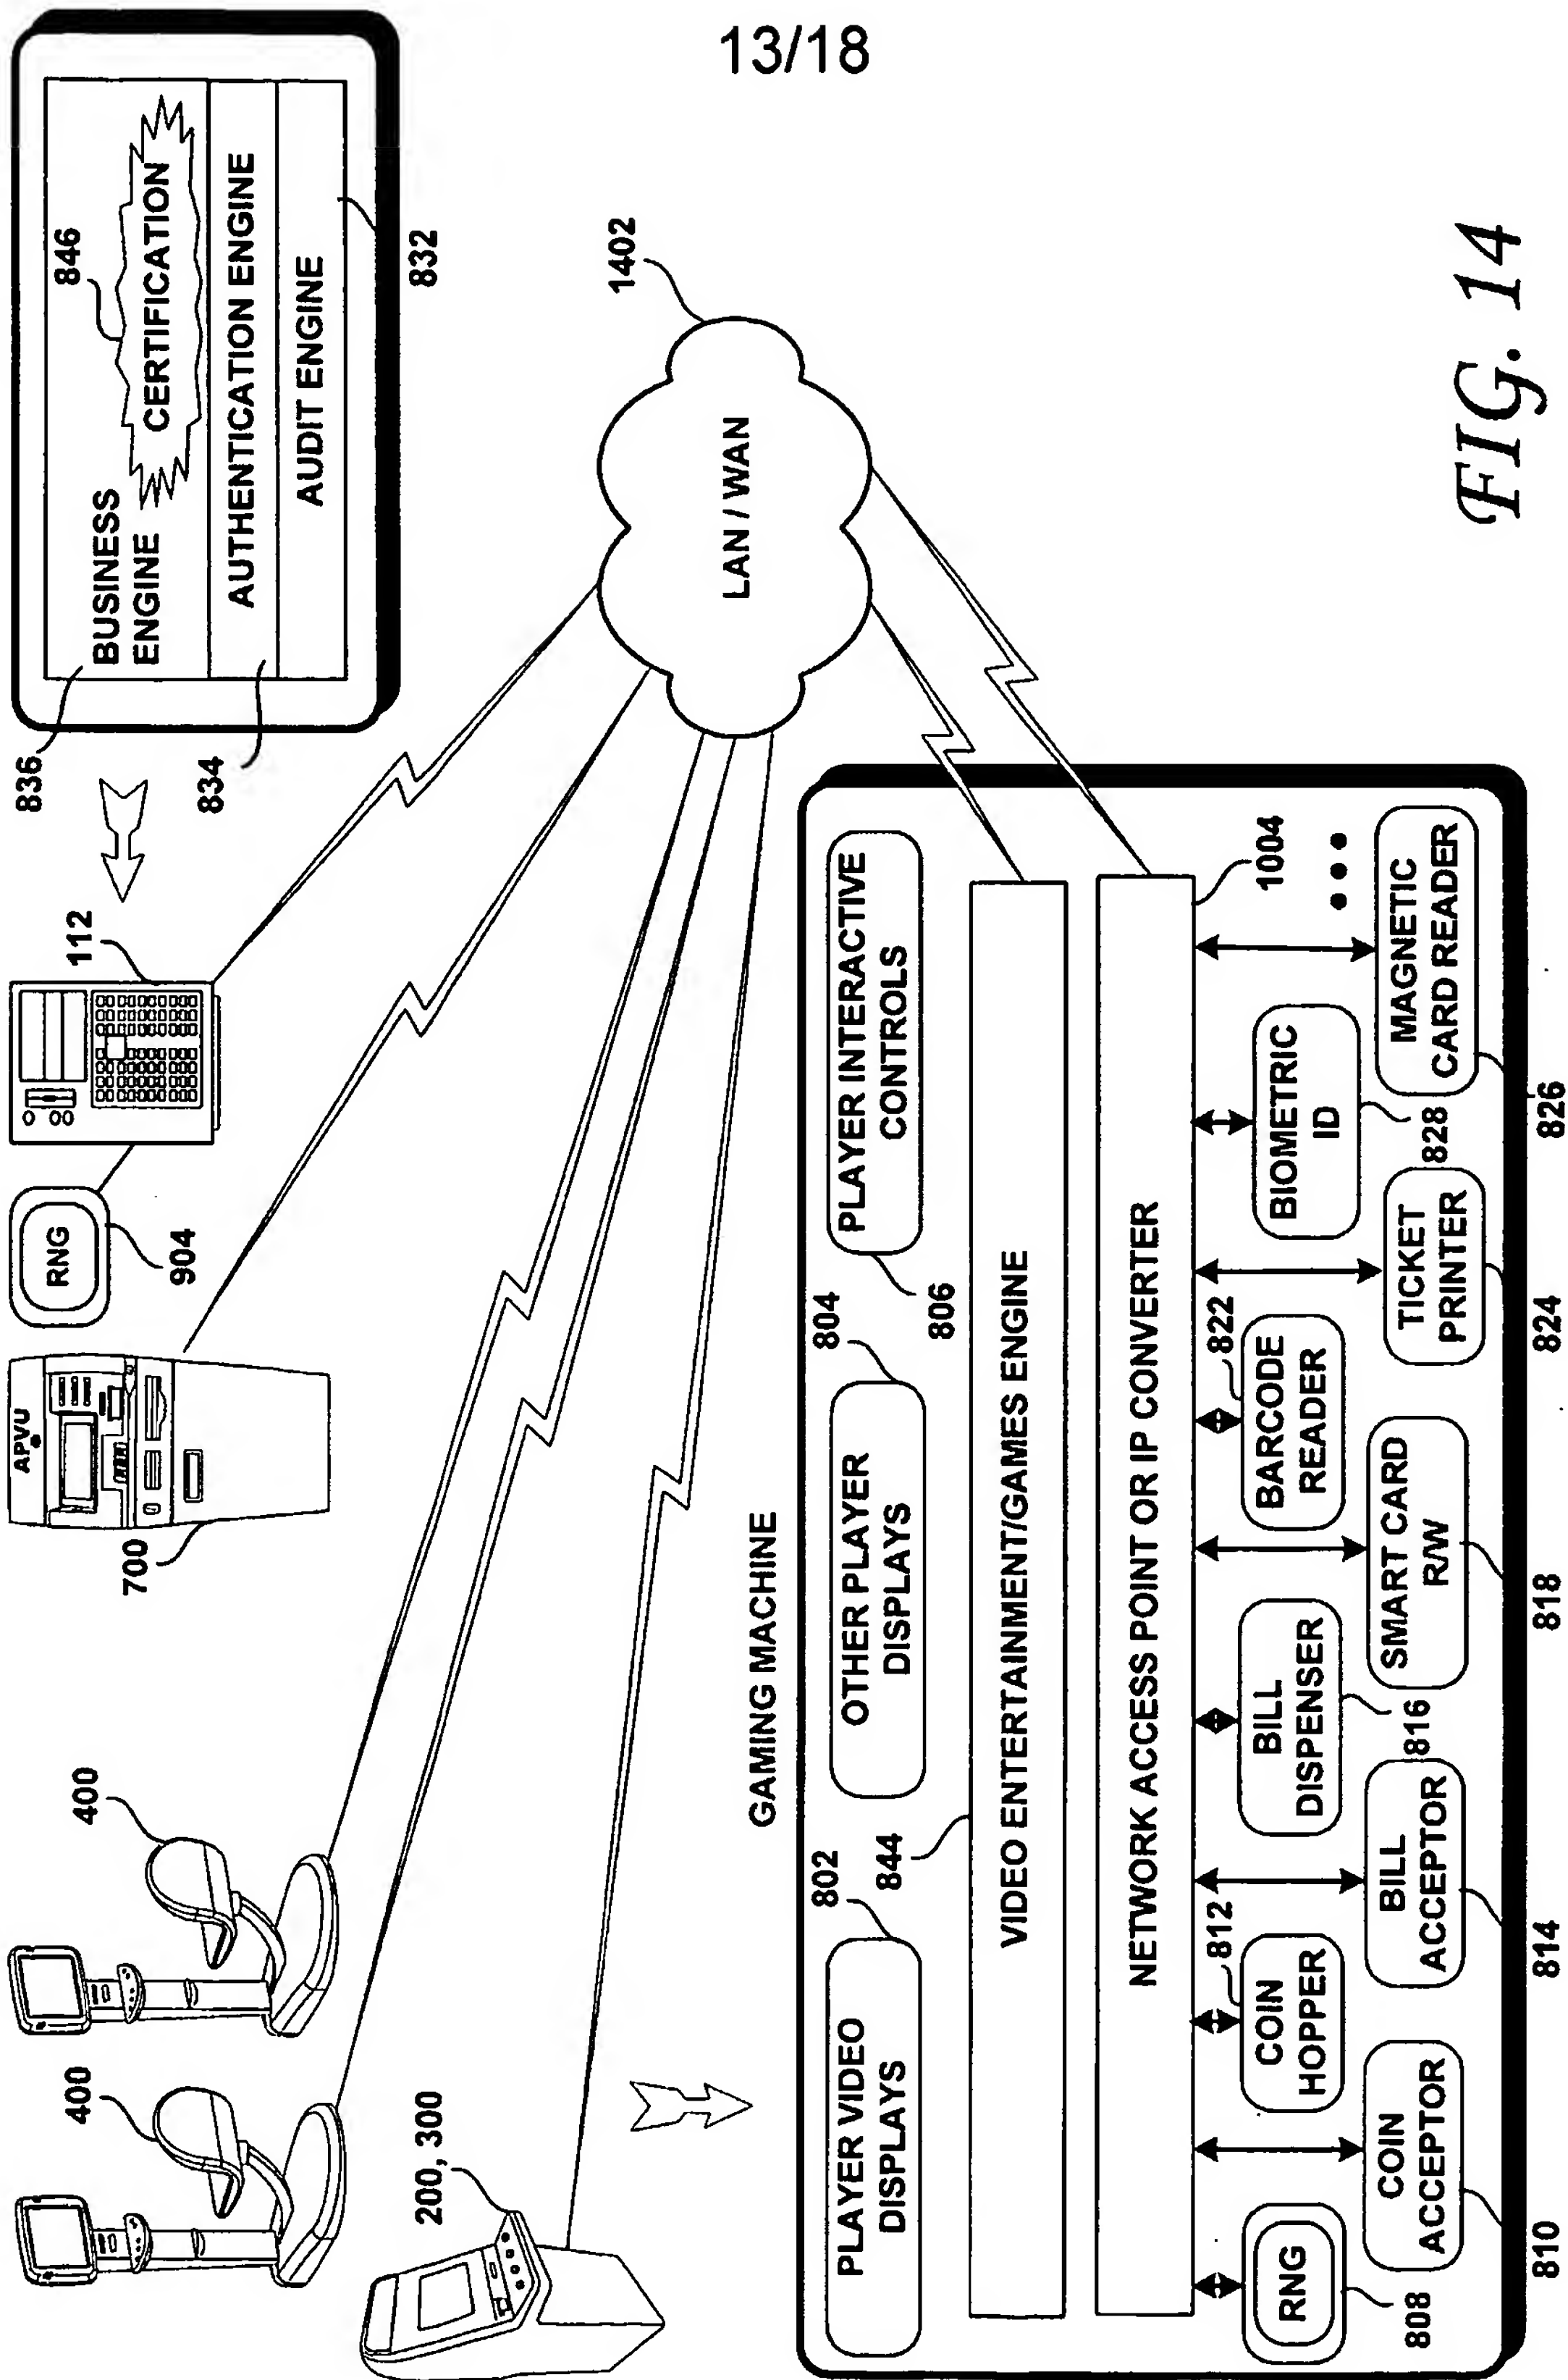 13/18
400
400
200, 300
APVU
700
RNG
904
112
836
834
BUSINESS
ENGINE
846
CERTIFICATION
AUTHENTICATION ENGINE
AUDIT ENGINE
832
LAN / WAN
1402
GAMING MACHINE
PLAYER VIDEO
DISPLAYS
802
OTHER PLAYER
DISPLAYS
804
PLAYER INTERACTIVE
CONTROLS
806
844
VIDEO ENTERTAINMENT/GAMES ENGINE
NETWORK ACCESS POINT OR IP CONVERTER
1004
RNG
808
COIN
ACCEPTOR
810
COIN
HOPPER
812
BILL
ACCEPTOR
814
BILL
DISPENSER
816
SMART CARD
R/W
818
BARCODE
READER
822
TICKET
PRINTER
824
BIOMETRIC
ID
828
MAGNETIC
CARD READER
826
FIG. 14